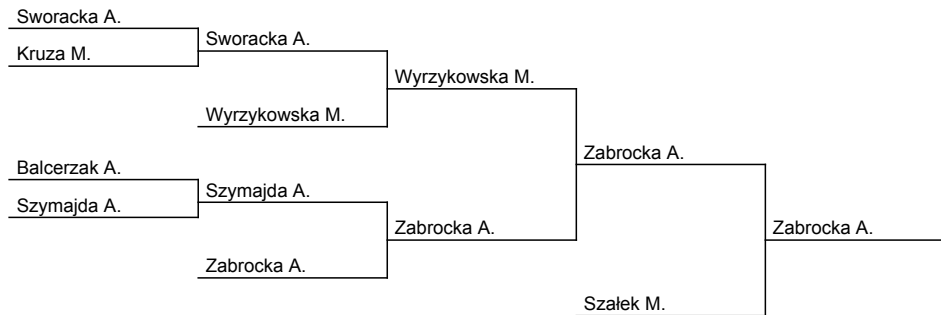 Sworacka A.
Kruza M.
Sworacka A.
Wyrzykowska M.
Wyrzykowska M.
Balcerzak A.
Szymajda A.
Szymajda A.
Zabrocka A.
Zabrocka A.
Zabrocka A.
Szałek M.
Zabrocka A.